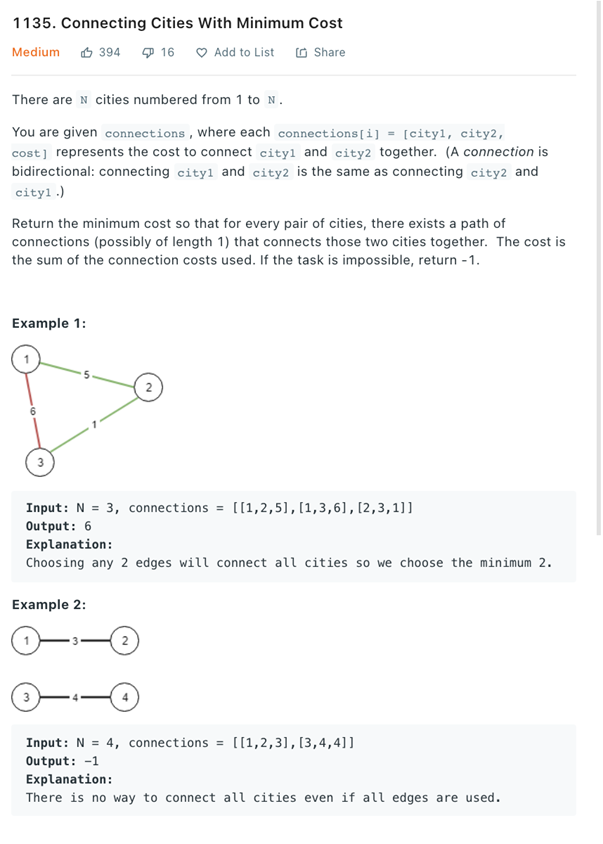 1135. Connecting Cities With Minimum Cost
Medium 394 16 Add to List Share
There are N cities numbered from 1 to N.
You are given connections, where each connections[i] = [city1, city2,
cost] represents the cost to connect city1 and city2 together. (A connection is
bidirectional: connecting city1 and city2 is the same as connecting city2 and
city1.)
Return the minimum cost so that for every pair of cities, there exists a path of
connections (possibly of length 1) that connects those two cities together. The cost is
the sum of the connection costs used. If the task is impossible, return -1.
Example 1:
1
5
2
6
1
3
Input: N = 3, connections = [[1,2,5],[1,3,6],[2,3,1]]
Output: 6
Explanation:
Choosing any 2 edges will connect all cities so we choose the minimum 2.
Example 2:
1 3 2
3 4 4
Input: N = 4, connections = [[1,2,3],[3,4,4]]
Output: -1
Explanation:
There is no way to connect all cities even if all edges are used.